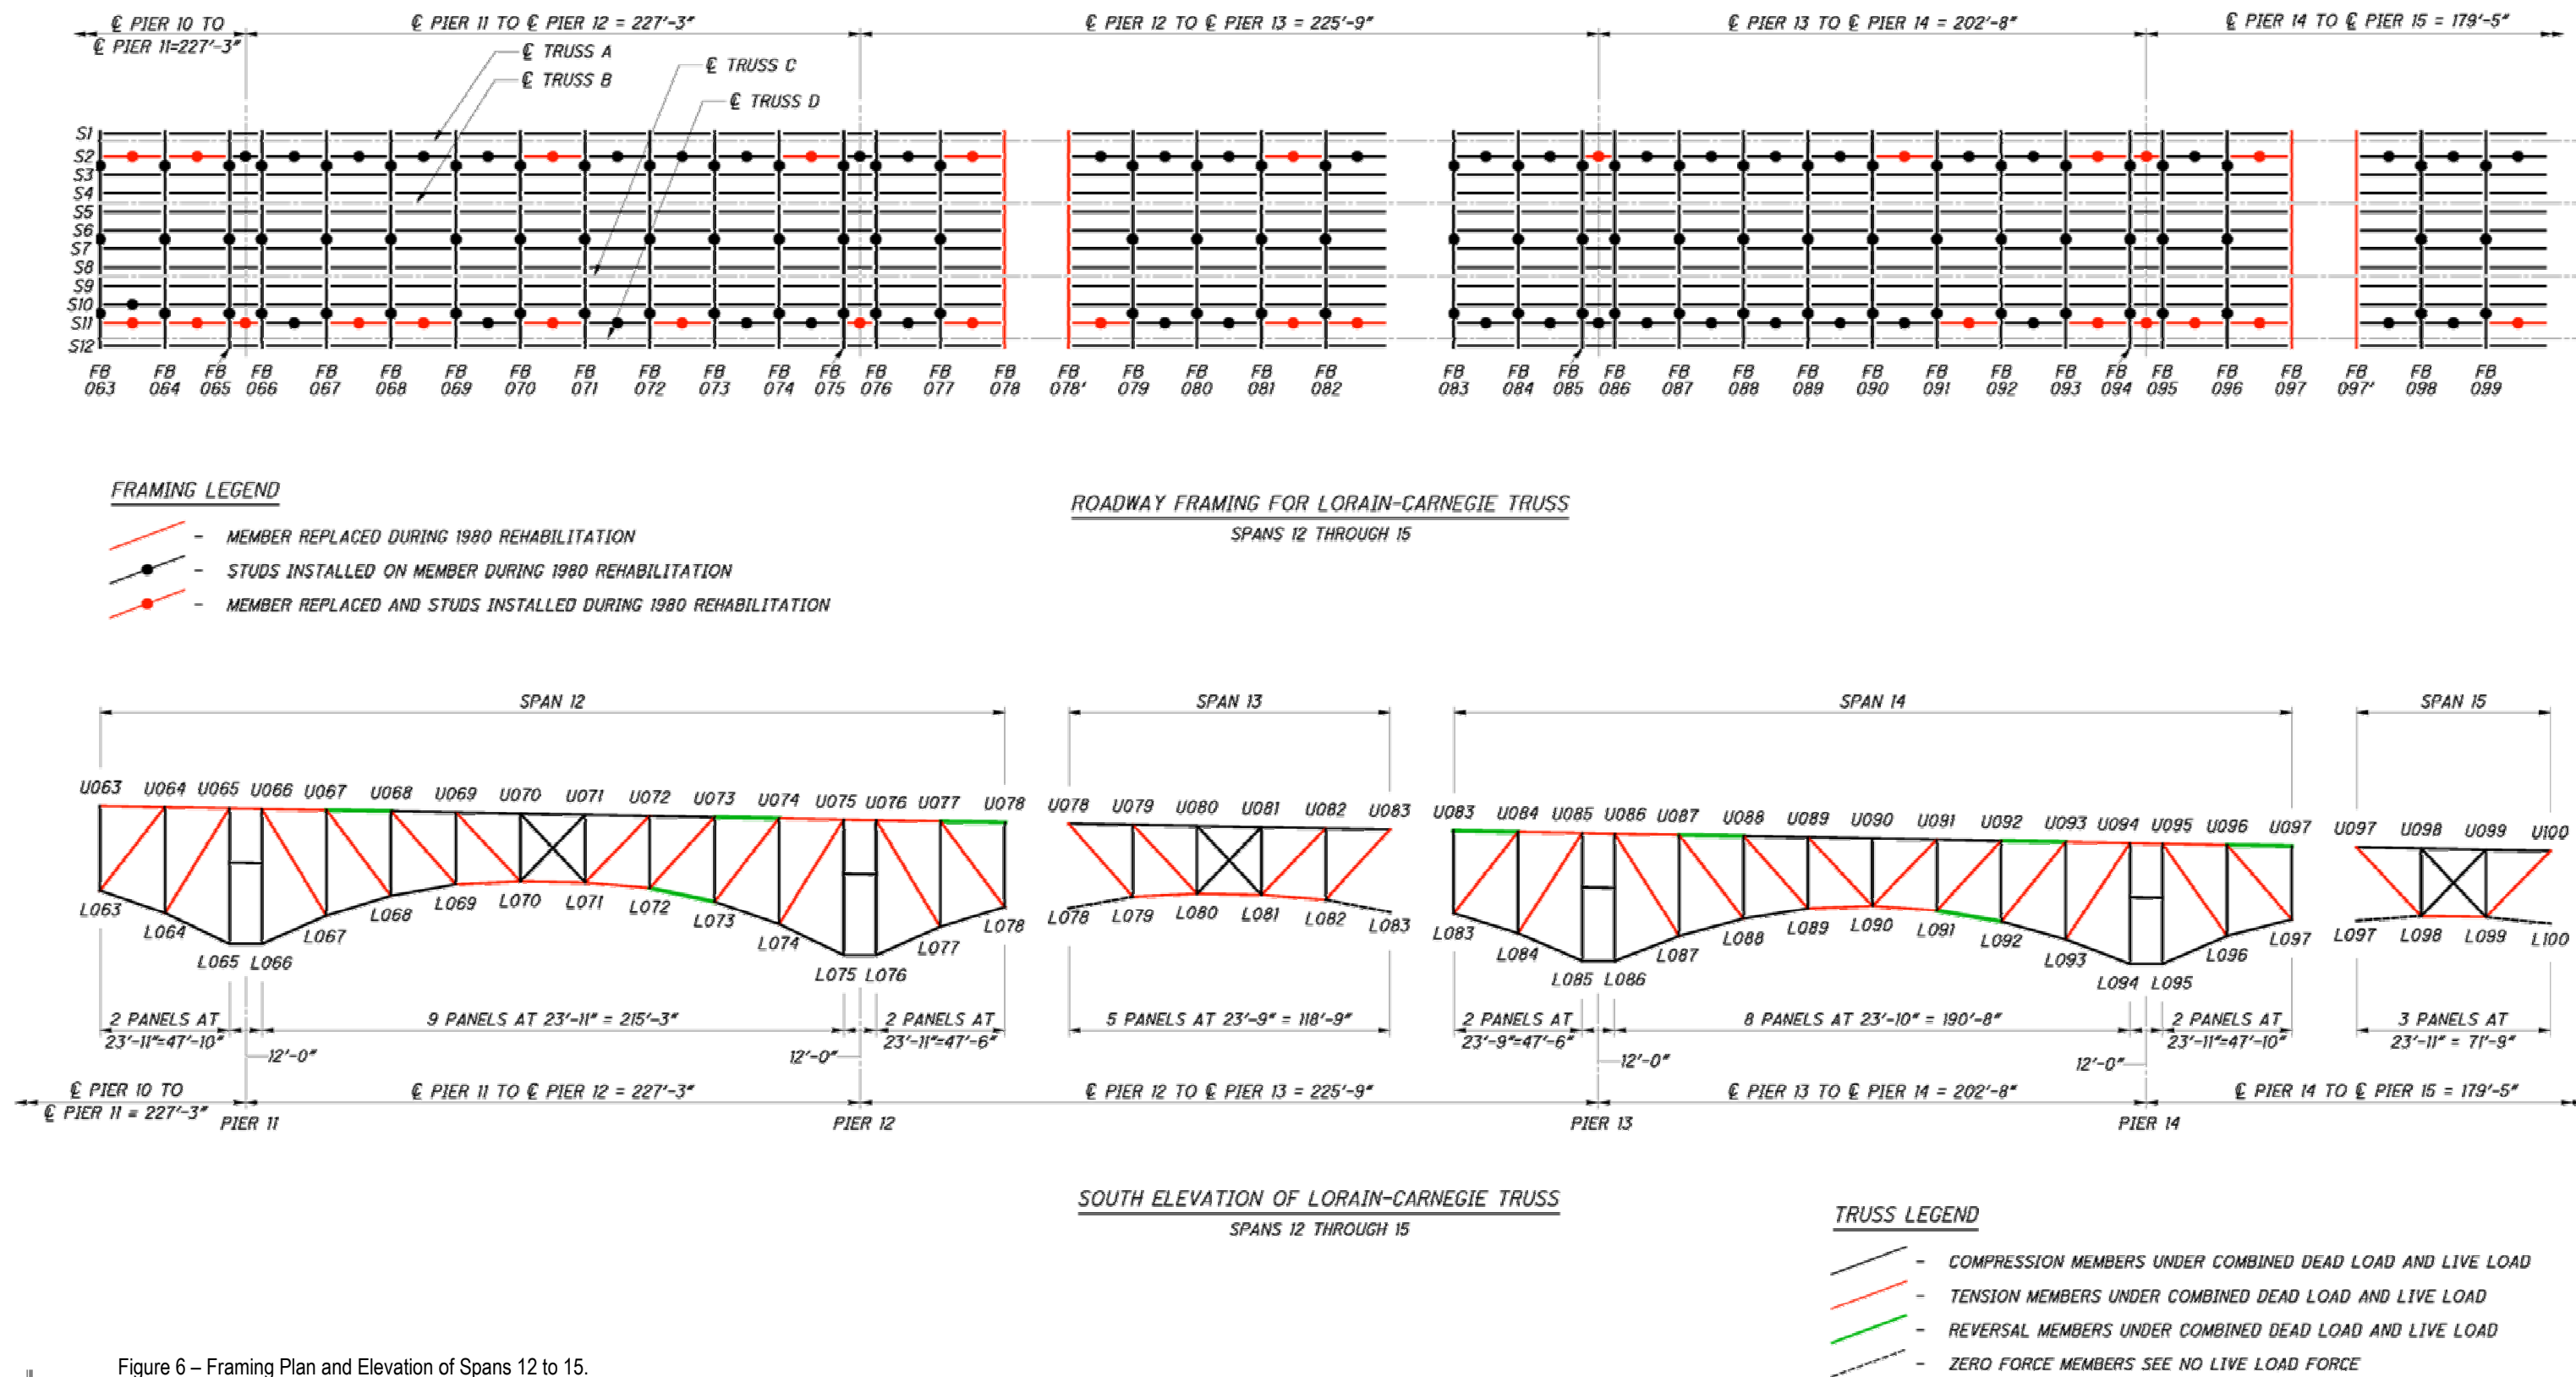 ℄ PIER 10 TO
℄ PIER 11=227'-3"
℄ PIER 11 TO ℄ PIER 12 = 227'-3"
℄ PIER 12 TO ℄ PIER 13 = 225'-9"
℄ PIER 13 TO ℄ PIER 14 = 202'-8"
℄ PIER 14 TO ℄ PIER 15 = 179'-5"
℄ TRUSS A
℄ TRUSS B
℄ TRUSS C
℄ TRUSS D
S1
S2
S3
S4
S5
S6
S7
S8
S9
S10
S11
S12
FB 063 FB 064 FB 065 FB 066 FB 067 FB 068 FB 069 FB 070 FB 071 FB 072 FB 073 FB 074 FB 075 FB 076 FB 077 FB 078 FB 078' FB 079 FB 080 FB 081 FB 082 FB 083 FB 084 FB 085 FB 086 FB 087 FB 088 FB 089 FB 090 FB 091 FB 092 FB 093 FB 094 FB 095 FB 096 FB 097 FB 097' FB 098 FB 099
FRAMING LEGEND
- MEMBER REPLACED DURING 1980 REHABILITATION
- STUDS INSTALLED ON MEMBER DURING 1980 REHABILITATION
- MEMBER REPLACED AND STUDS INSTALLED DURING 1980 REHABILITATION
ROADWAY FRAMING FOR LORAIN-CARNEGIE TRUSS
SPANS 12 THROUGH 15
SPAN 12
SPAN 13
SPAN 14
SPAN 15
U063 U064 U065 U066 U067 U068 U069 U070 U071 U072 U073 U074 U075 U076 U077 U078 U078 U079 U080 U081 U082 U083 U083 U084 U085 U086 U087 U088 U089 U090 U091 U092 U093 U094 U095 U096 U097 U097 U098 U099 U100
L063 L064 L065 L066 L067 L068 L069 L070 L071 L072 L073 L074 L075 L076 L077 L078 L078 L079 L080 L081 L082 L083 L083 L084 L085 L086 L087 L088 L089 L090 L091 L092 L093 L094 L095 L096 L097 L097 L098 L099 L100
2 PANELS AT
23'-11"=47'-10"
12'-0"
9 PANELS AT 23'-11" = 215'-3"
12'-0"
2 PANELS AT
23'-11"=47'-6"
5 PANELS AT 23'-9" = 118'-9"
2 PANELS AT
23'-9"=47'-6"
12'-0"
8 PANELS AT 23'-10" = 190'-8"
12'-0"
2 PANELS AT
23'-11"=47'-10"
3 PANELS AT
23'-11" = 71'-9"
℄ PIER 10 TO
℄ PIER 11 = 227'-3"
℄ PIER 11 TO ℄ PIER 12 = 227'-3"
℄ PIER 12 TO ℄ PIER 13 = 225'-9"
℄ PIER 13 TO ℄ PIER 14 = 202'-8"
℄ PIER 14 TO ℄ PIER 15 = 179'-5"
PIER 11
PIER 12
PIER 13
PIER 14
SOUTH ELEVATION OF LORAIN-CARNEGIE TRUSS
SPANS 12 THROUGH 15
TRUSS LEGEND
- COMPRESSION MEMBERS UNDER COMBINED DEAD LOAD AND LIVE LOAD
- TENSION MEMBERS UNDER COMBINED DEAD LOAD AND LIVE LOAD
- REVERSAL MEMBERS UNDER COMBINED DEAD LOAD AND LIVE LOAD
- ZERO FORCE MEMBERS SEE NO LIVE LOAD FORCE
Figure 6 – Framing Plan and Elevation of Spans 12 to 15.